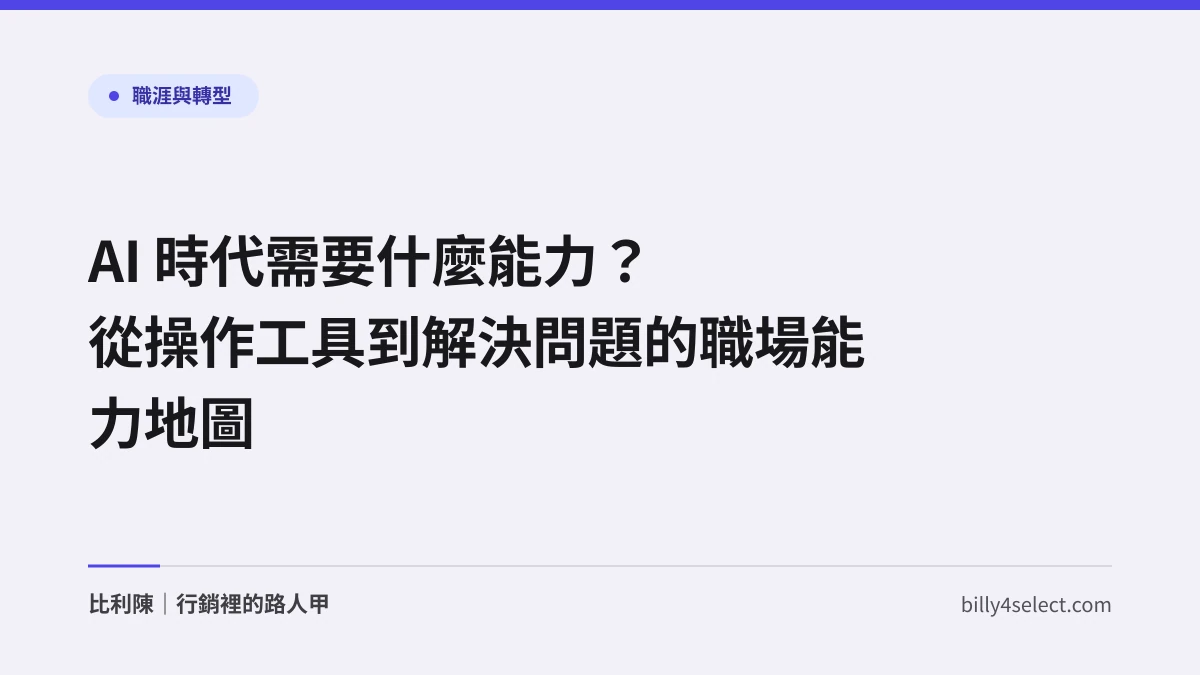 職涯與轉型
AI 時代需要什麼能力？
從操作工具到解決問題的職場能
力地圖
比利陳｜行銷裡的路人甲
billy4select.com